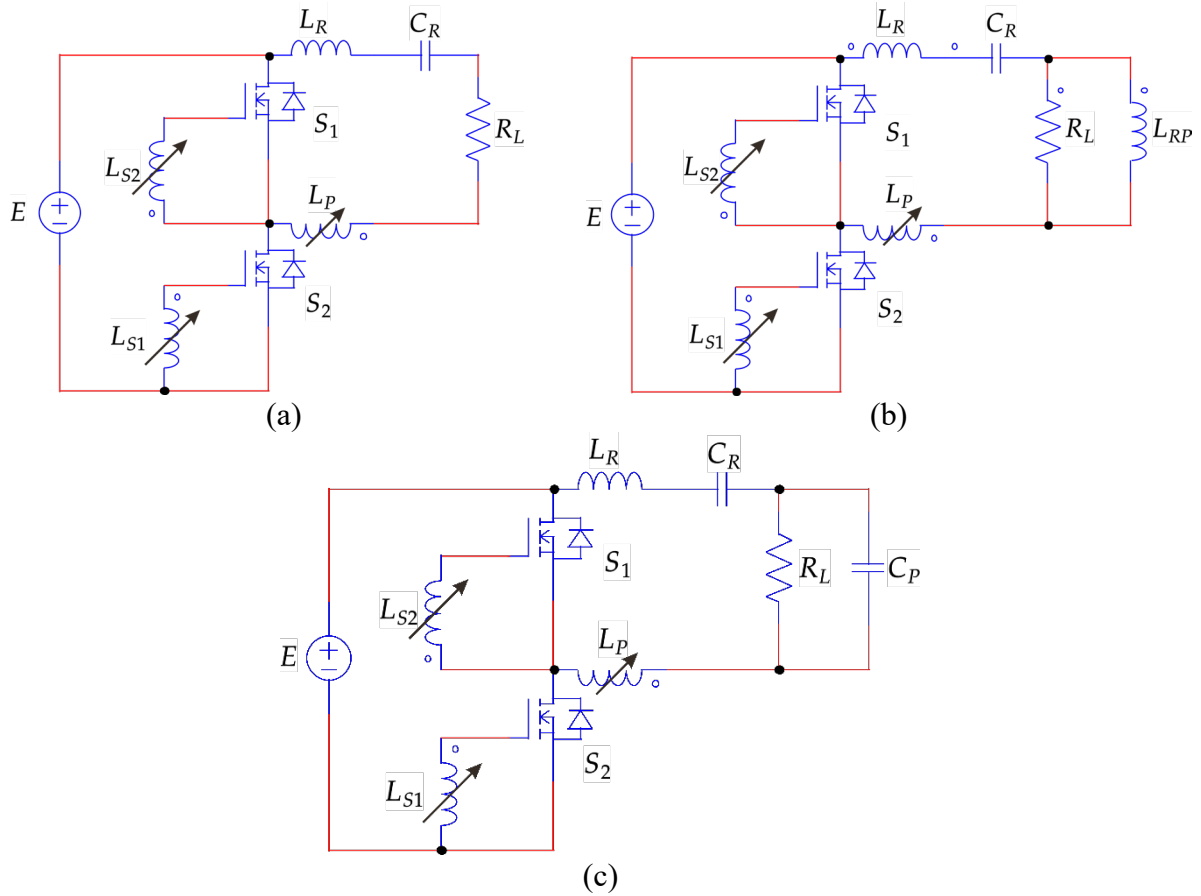 L_R
C_R
S_1
R_L
L_S2
E
L_P
S_2
L_S1
(a)
L_R
C_R
S_1
R_L
L_RP
L_S2
E
L_P
S_2
L_S1
(b)
L_R
C_R
S_1
R_L
C_P
L_S2
E
L_P
S_2
L_S1
(c)